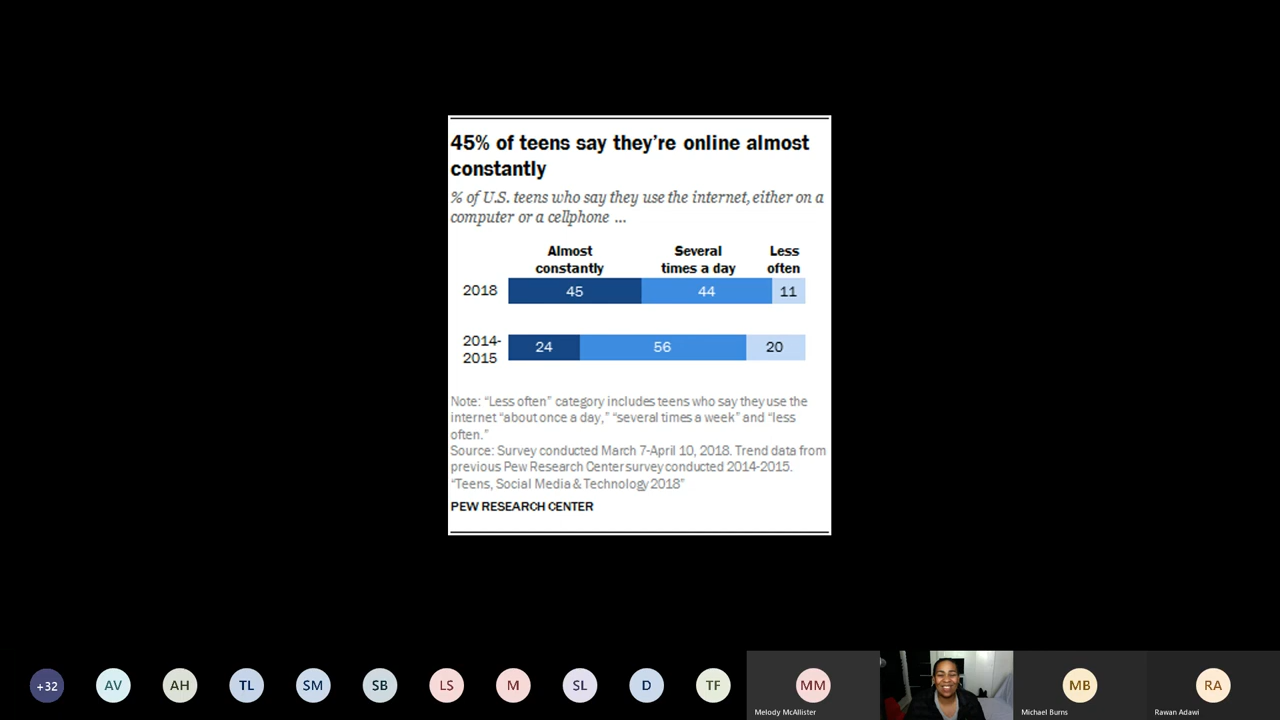 45% of teens say they're online almost
constantly
% of U.S. teens who say they use the internet, either on a
computer or a cellphone ...
Almost constantly Several times a day Less often
2018 45 44 11
2014-2015 24 56 20
Note: “Less often” category includes teens who say they use the
internet “about once a day,” “several times a week” and “less
often.”
Source: Survey conducted March 7-April 10, 2018. Trend data from
previous Pew Research Center survey conducted 2014-2015.
“Teens, Social Media & Technology 2018”
PEW RESEARCH CENTER
+32 AV AH TL SM SB LS M SL D TF MM MB RA
Melody McAllister Michael Burns Rawan Adawi